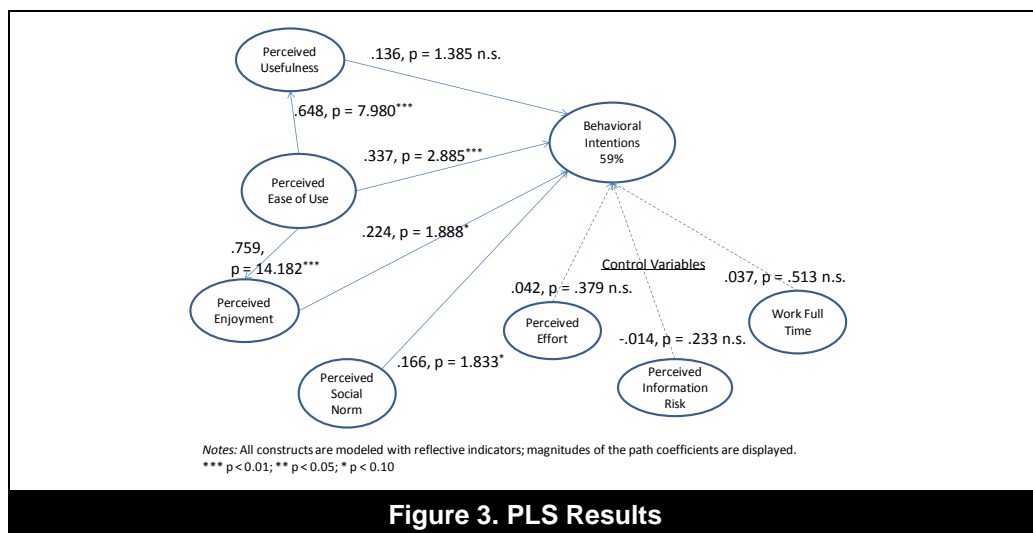 Perceived
Usefulness
.136, p = 1.385 n.s.
.648, p = 7.980***
Behavioral
Intentions
59%
.337, p = 2.885***
Perceived
Ease of Use
.224, p = 1.888*
.759,
p = 14.182***
Control Variables
.037, p = .513 n.s.
.042, p = .379 n.s.
Perceived
Enjoyment
Perceived
Effort
Work Full
Time
-.014, p = .233 n.s.
.166, p = 1.833*
Perceived
Social
Norm
Perceived
Information
Risk
Notes: All constructs are modeled with reflective indicators; magnitudes of the path coefficients are displayed.
*** p < 0.01; ** p < 0.05; * p < 0.10
Figure 3. PLS Results